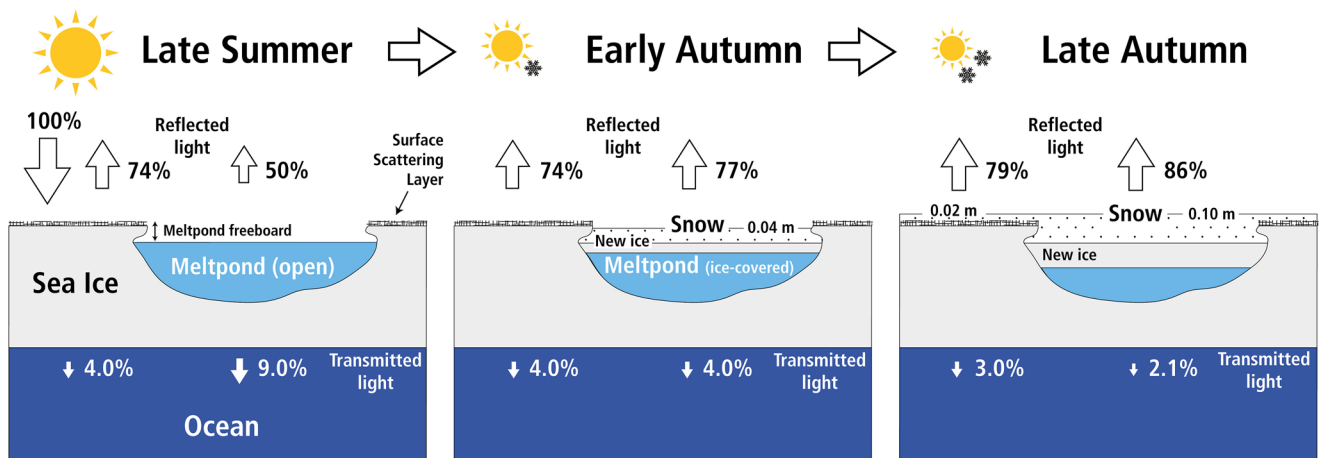 Late Summer
Early Autumn
Late Autumn
100%
Reflected
light
74%
50%
Surface
Scattering
Layer
Meltpond freeboard
Meltpond (open)
Sea Ice
4.0%
9.0%
Transmitted
light
Ocean
Reflected
light
74%
77%
Snow
0.04 m
New ice
Meltpond (ice-covered)
4.0%
4.0%
Reflected
light
79%
86%
0.02 m
Snow
0.10 m
New ice
3.0%
2.1%
Transmitted
light